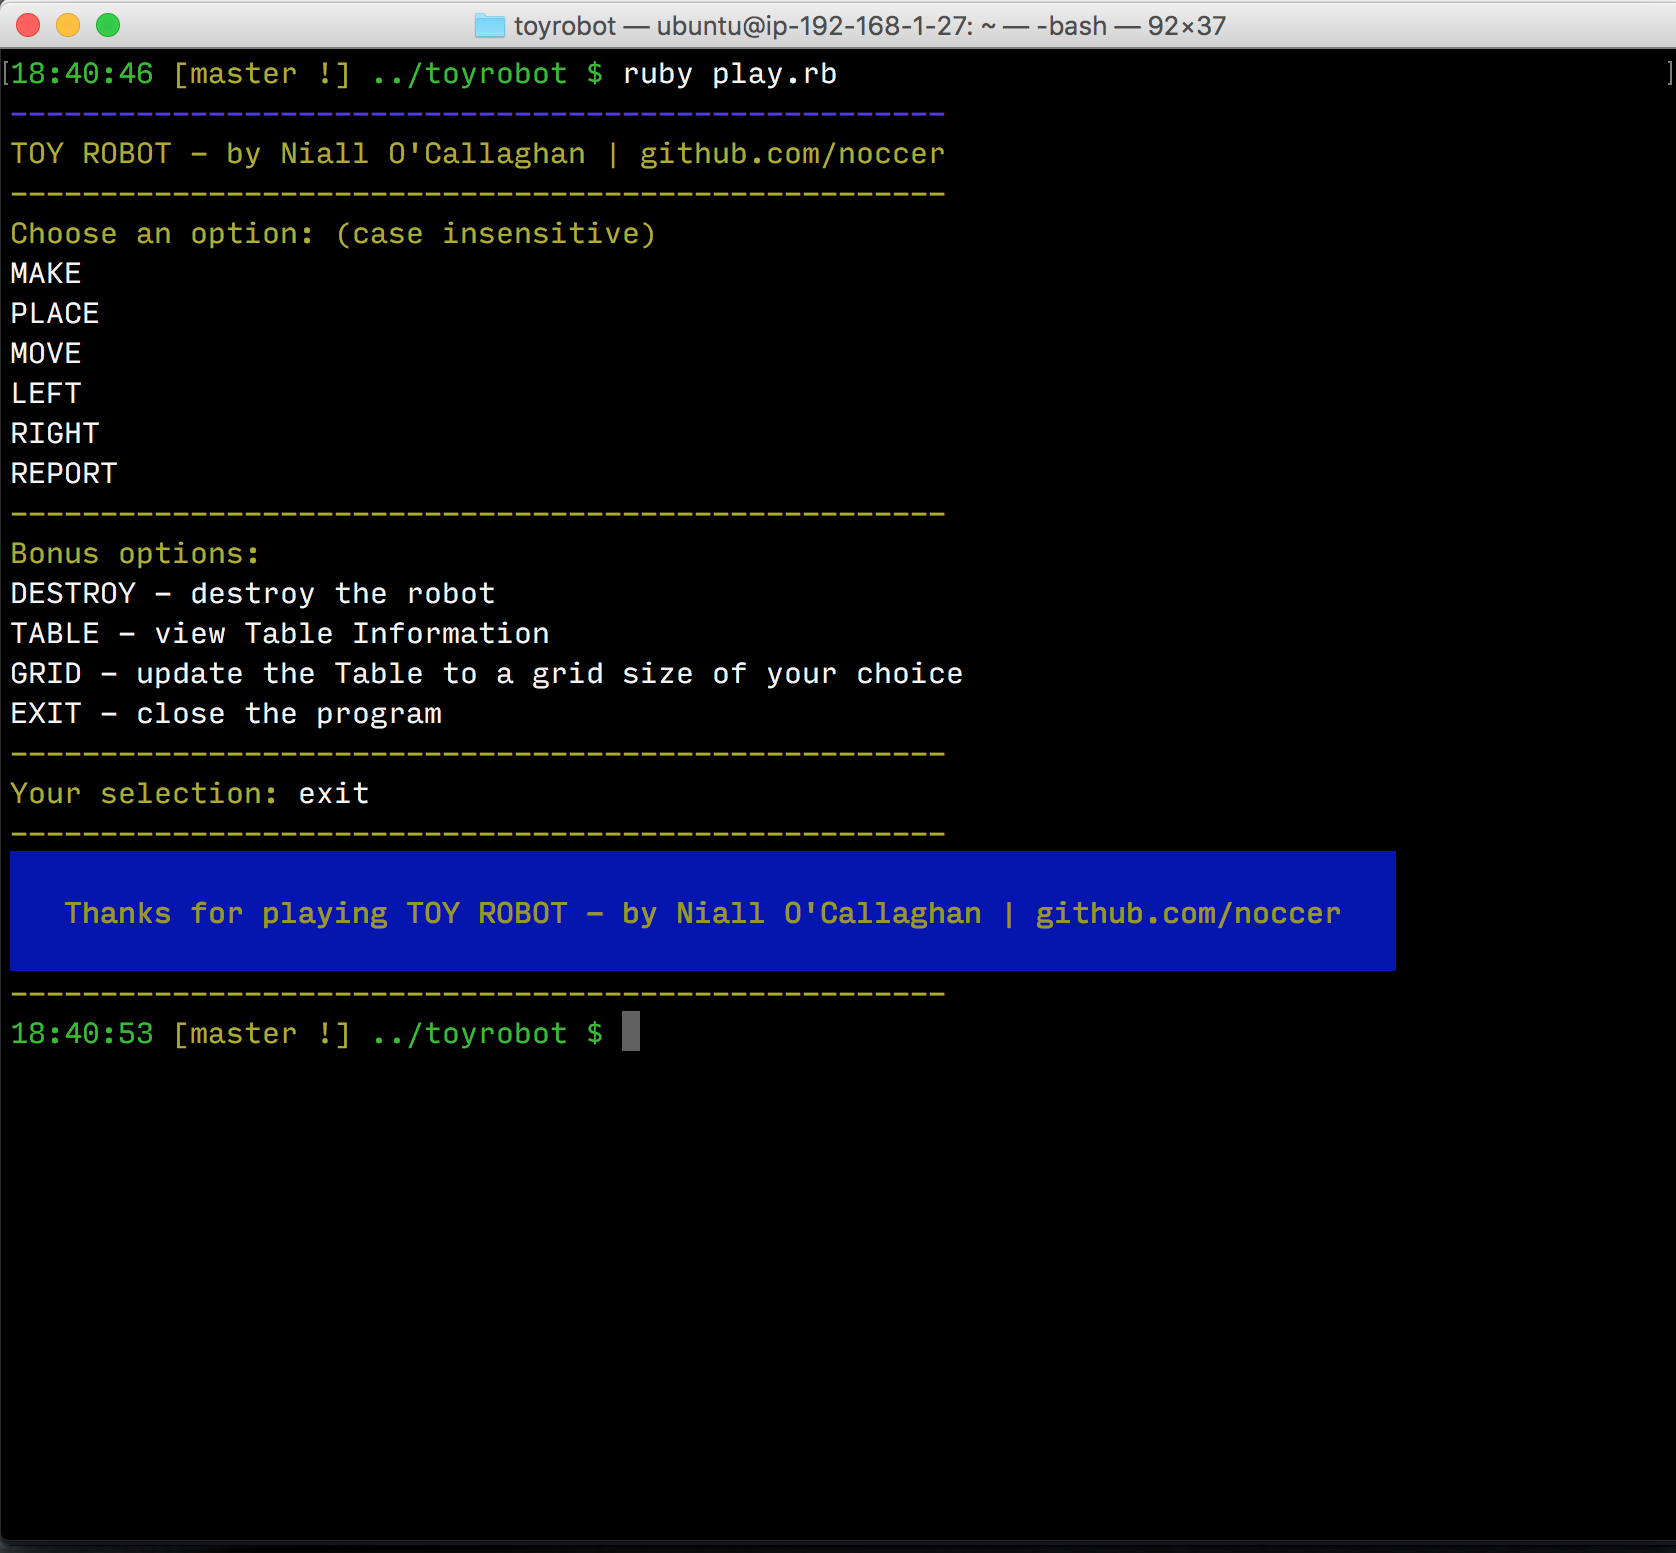 toyrobot — ubuntu@ip-192-168-1-27: ~ — -bash — 92×37
[18:40:46 [master !] ../toyrobot $ ruby play.rb ]
----------------------------------------------------
TOY ROBOT - by Niall O'Callaghan | github.com/noccer
----------------------------------------------------
Choose an option: (case insensitive)
MAKE
PLACE
MOVE
LEFT
RIGHT
REPORT
----------------------------------------------------
Bonus options:
DESTROY - destroy the robot
TABLE - view Table Information
GRID - update the Table to a grid size of your choice
EXIT - close the program
----------------------------------------------------
Your selection: exit
----------------------------------------------------
Thanks for playing TOY ROBOT - by Niall O'Callaghan | github.com/noccer
----------------------------------------------------
18:40:53 [master !] ../toyrobot $